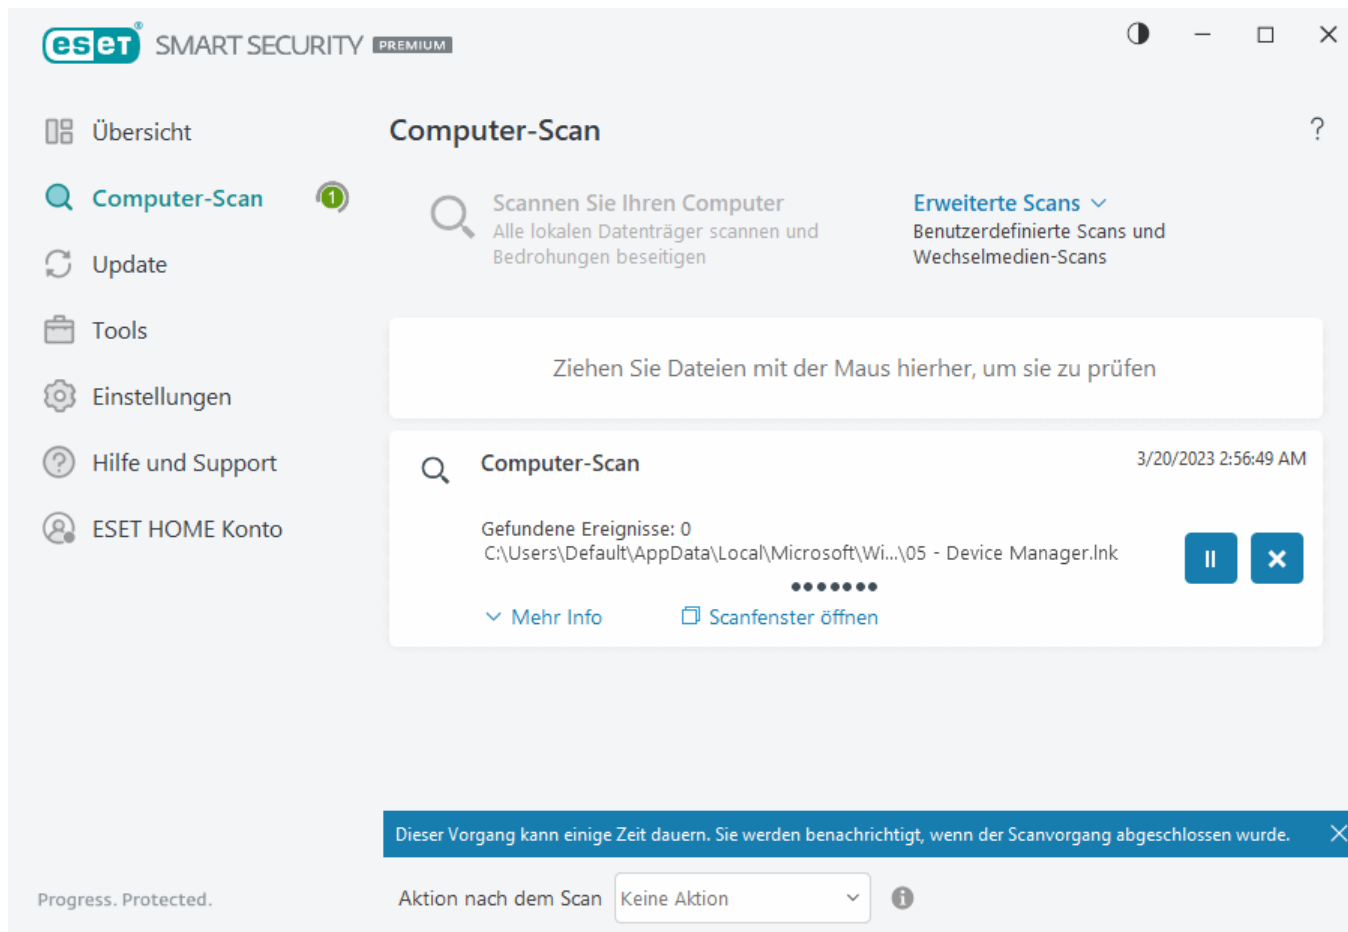 eset® SMART SECURITY PREMIUM
Übersicht
Computer-Scan
1
Update
Tools
Einstellungen
Hilfe und Support
ESET HOME Konto
Computer-Scan
?
Scannen Sie Ihren Computer
Alle lokalen Datenträger scannen und
Bedrohungen beseitigen
Erweiterte Scans
Benutzerdefinierte Scans und
Wechselmedien-Scans
Ziehen Sie Dateien mit der Maus hierher, um sie zu prüfen
Computer-Scan
3/20/2023 2:56:49 AM
Gefundene Ereignisse: 0
C:\Users\Default\AppData\Local\Microsoft\Wi...\05 - Device Manager.lnk
Mehr Info
Scanfenster öffnen
Dieser Vorgang kann einige Zeit dauern. Sie werden benachrichtigt, wenn der Scanvorgang abgeschlossen wurde.
Progress. Protected.
Aktion nach dem Scan
Keine Aktion